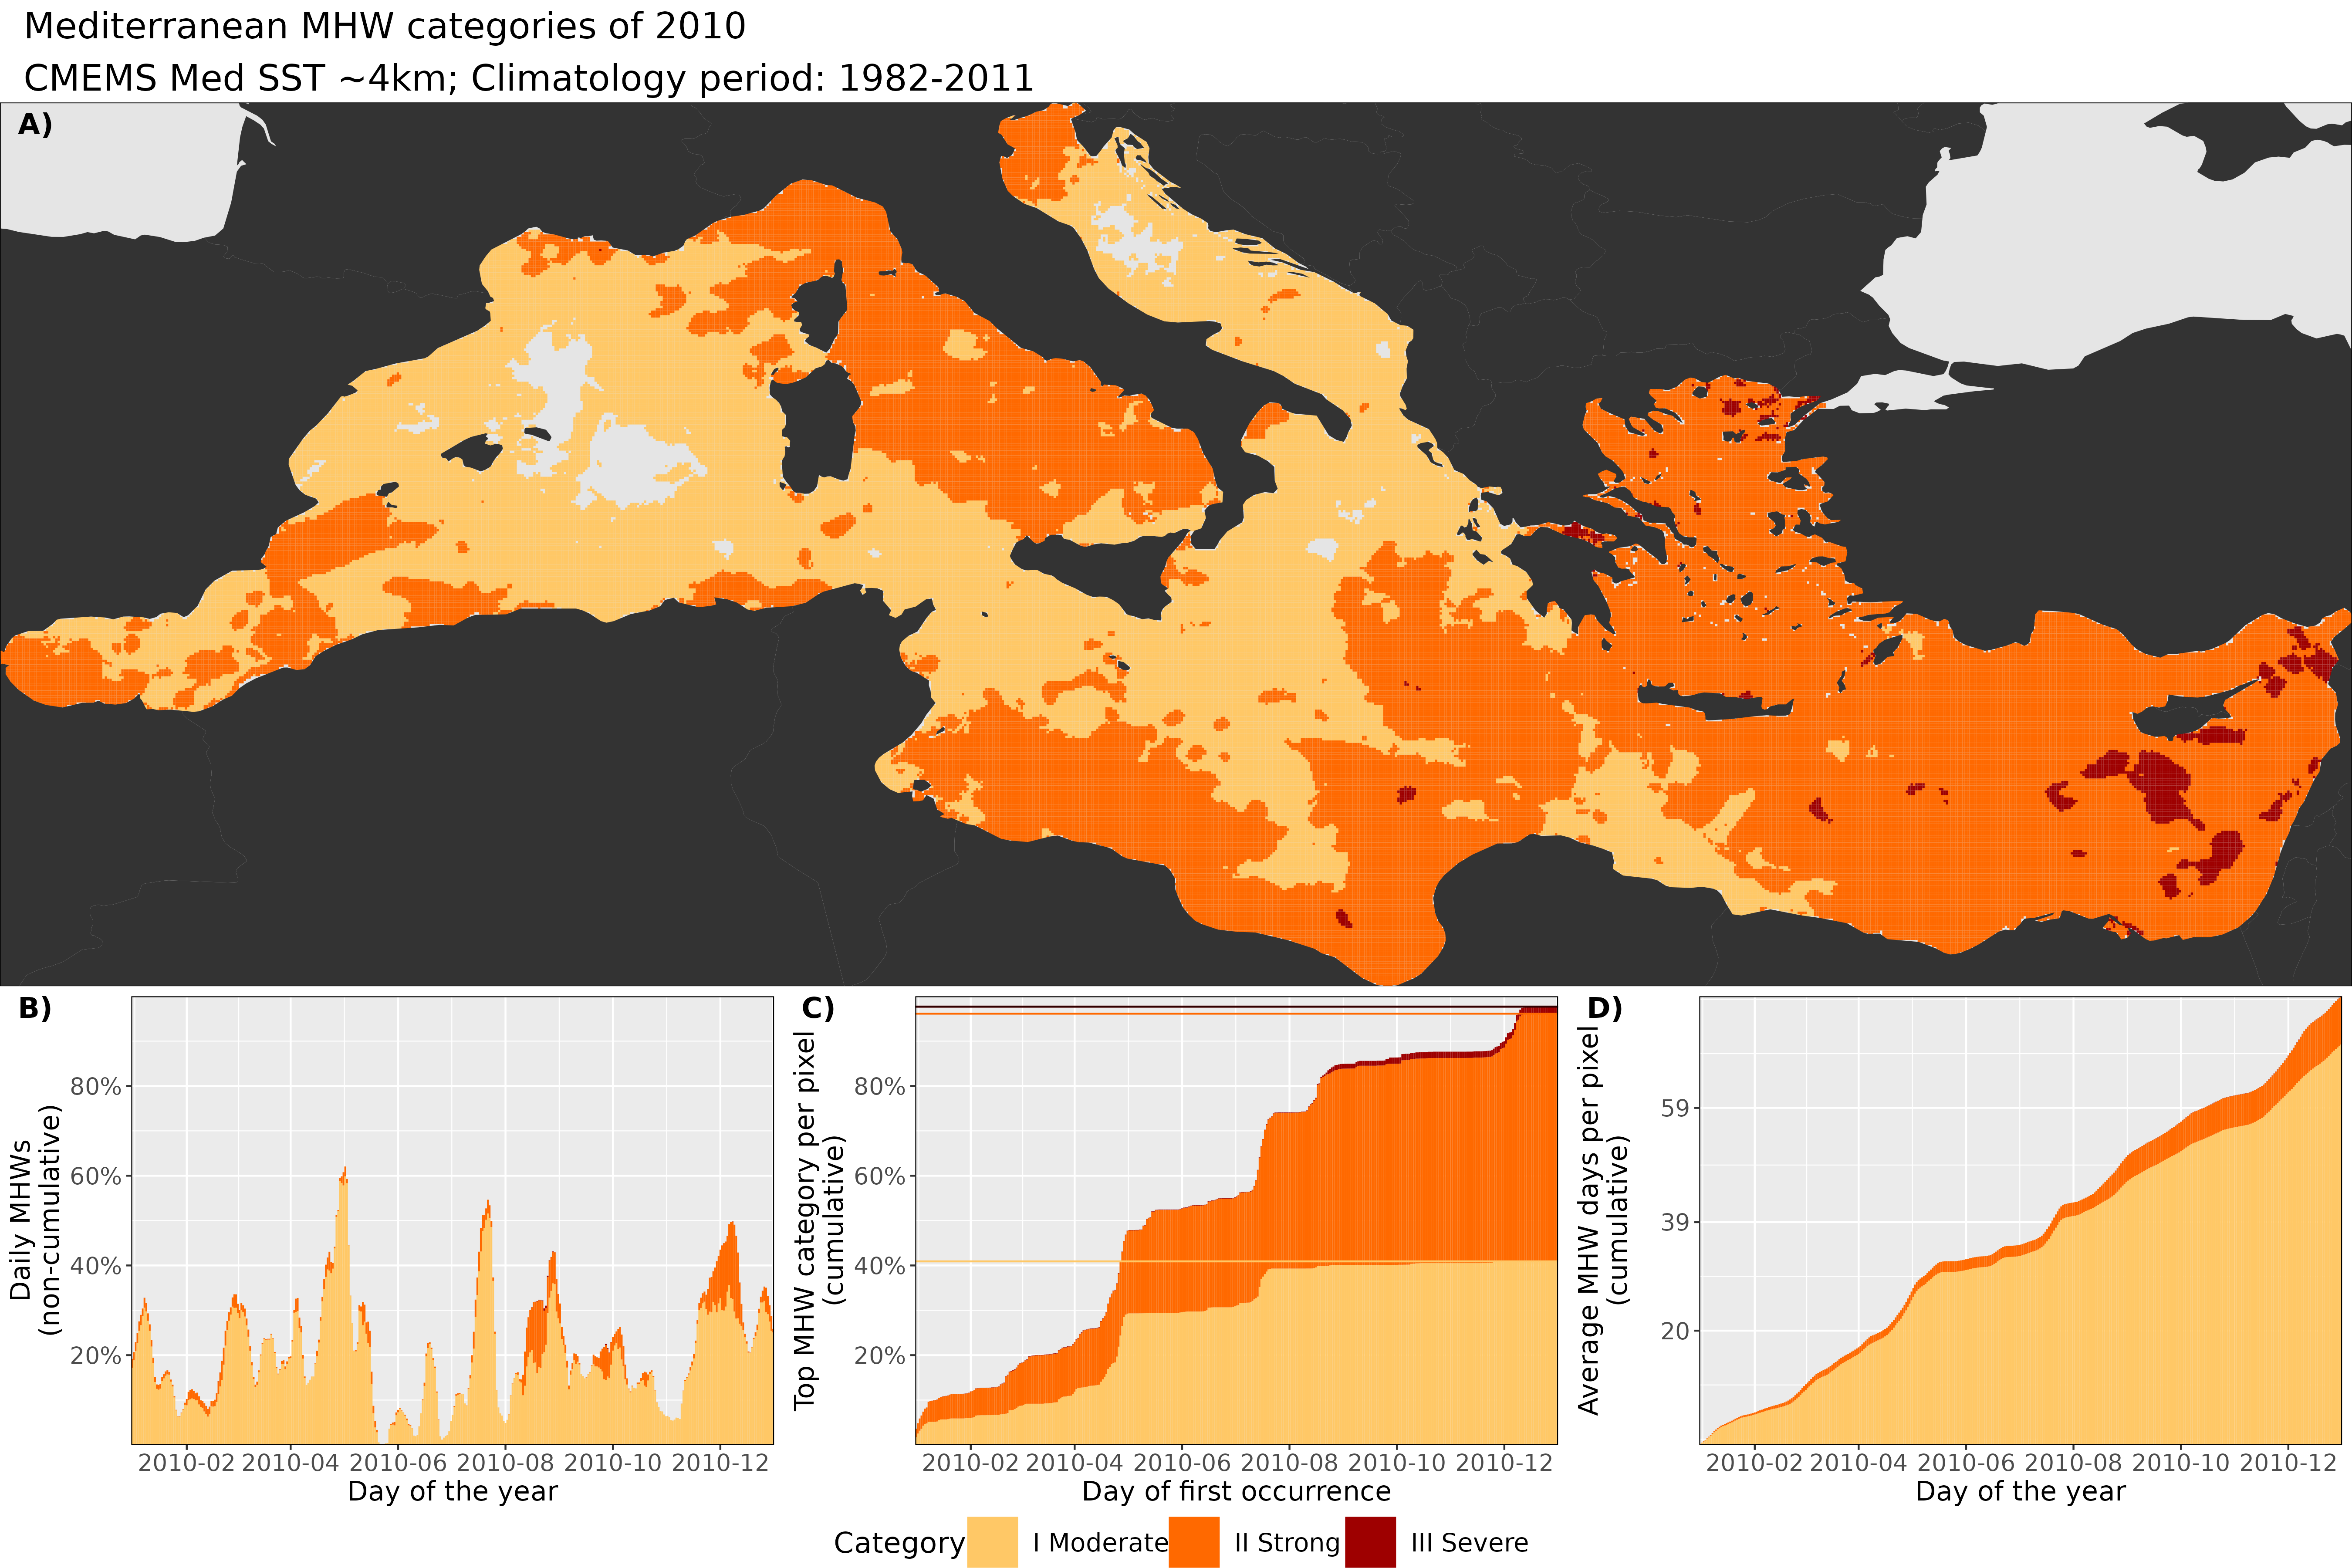 Mediterranean MHW categories of 2010
CMEMS Med SST ~4km; Climatology period: 1982-2011
A)
B)
Daily MHWs
(non-cumulative)
80%
60%
40%
20%
2010-02 2010-04 2010-06 2010-08 2010-10 2010-12
Day of the year
C)
Top MHW category per pixel
(cumulative)
80%
60%
40%
20%
2010-02 2010-04 2010-06 2010-08 2010-10 2010-12
Day of first occurrence
D)
Average MHW days per pixel
(cumulative)
59
39
20
2010-02 2010-04 2010-06 2010-08 2010-10 2010-12
Day of the year
Category I Moderate II Strong III Severe